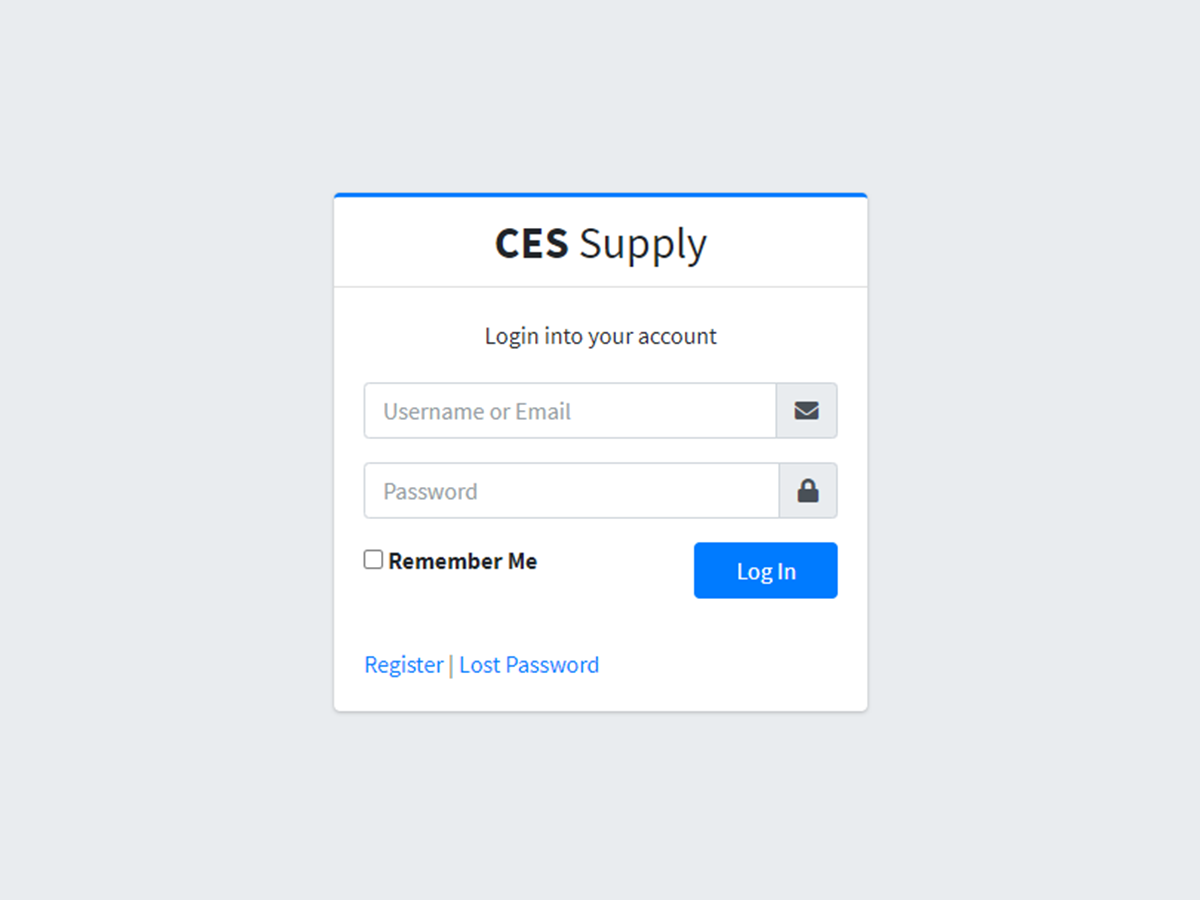 CES Supply
Login into your account
Username or Email
Password
Remember Me
Log In
Register | Lost Password